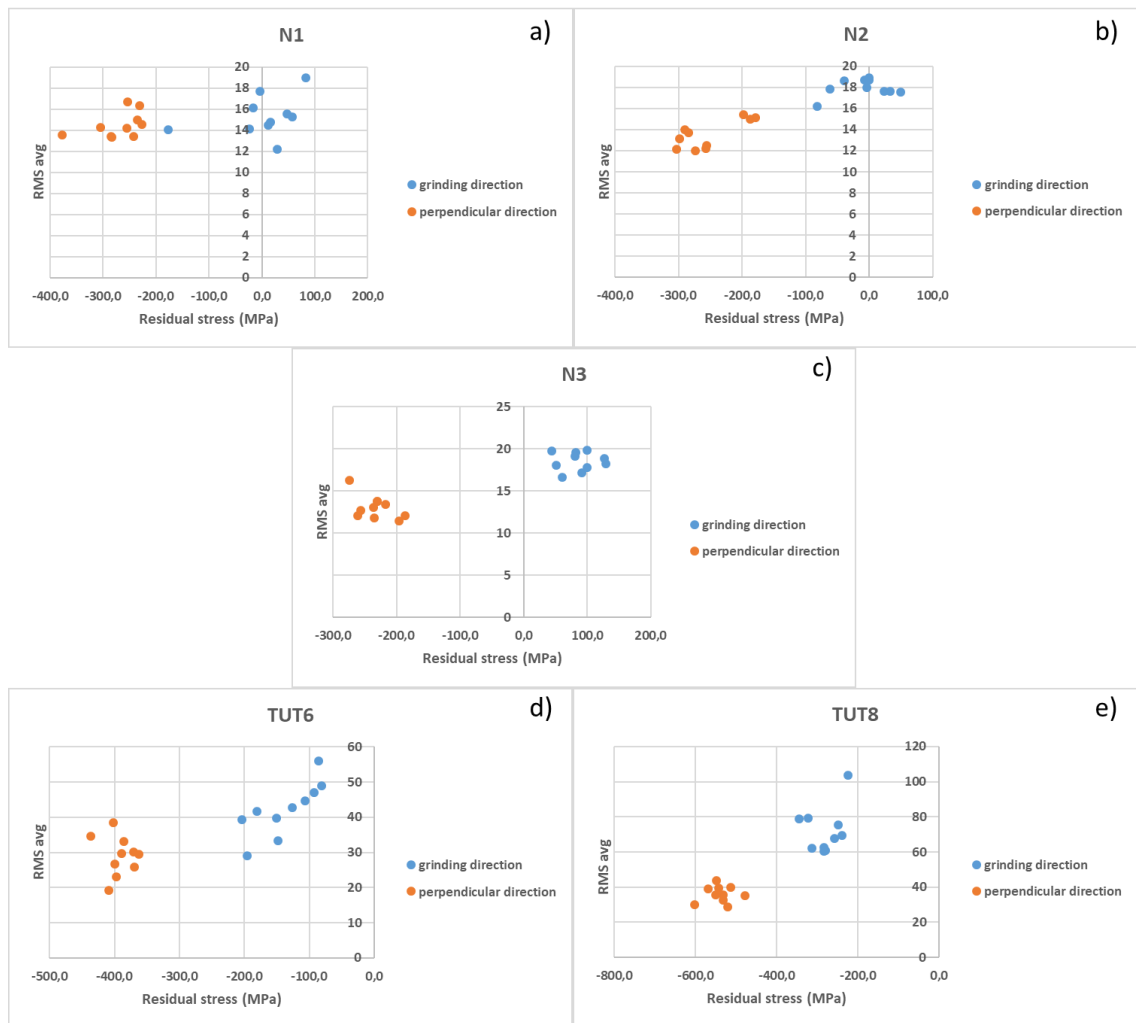 N1
a)
20
18
16
14
12
10
8
6
4
2
0
RMS avg
-400,0 -300,0 -200,0 -100,0 0,0 100,0 200,0
Residual stress (MPa)
grinding direction
perpendicular direction
N2
b)
20
18
16
14
12
10
8
6
4
2
0
RMS avg
-400,0 -300,0 -200,0 -100,0 0,0 100,0
Residual stress (MPa)
grinding direction
perpendicular direction
N3
c)
25
20
15
10
5
0
RMS avg
-300,0 -200,0 -100,0 0,0 100,0 200,0
Residual stress (MPa)
grinding direction
perpendicular direction
TUT6
d)
60
50
40
30
20
10
0
RMS avg
-500,0 -400,0 -300,0 -200,0 -100,0 0,0
Residual stress (MPa)
grinding direction
perpendicular direction
TUT8
e)
120
100
80
60
40
20
0
RMS avg
-800,0 -600,0 -400,0 -200,0 0,0
Residual stress (MPa)
grinding direction
perpendicular direction